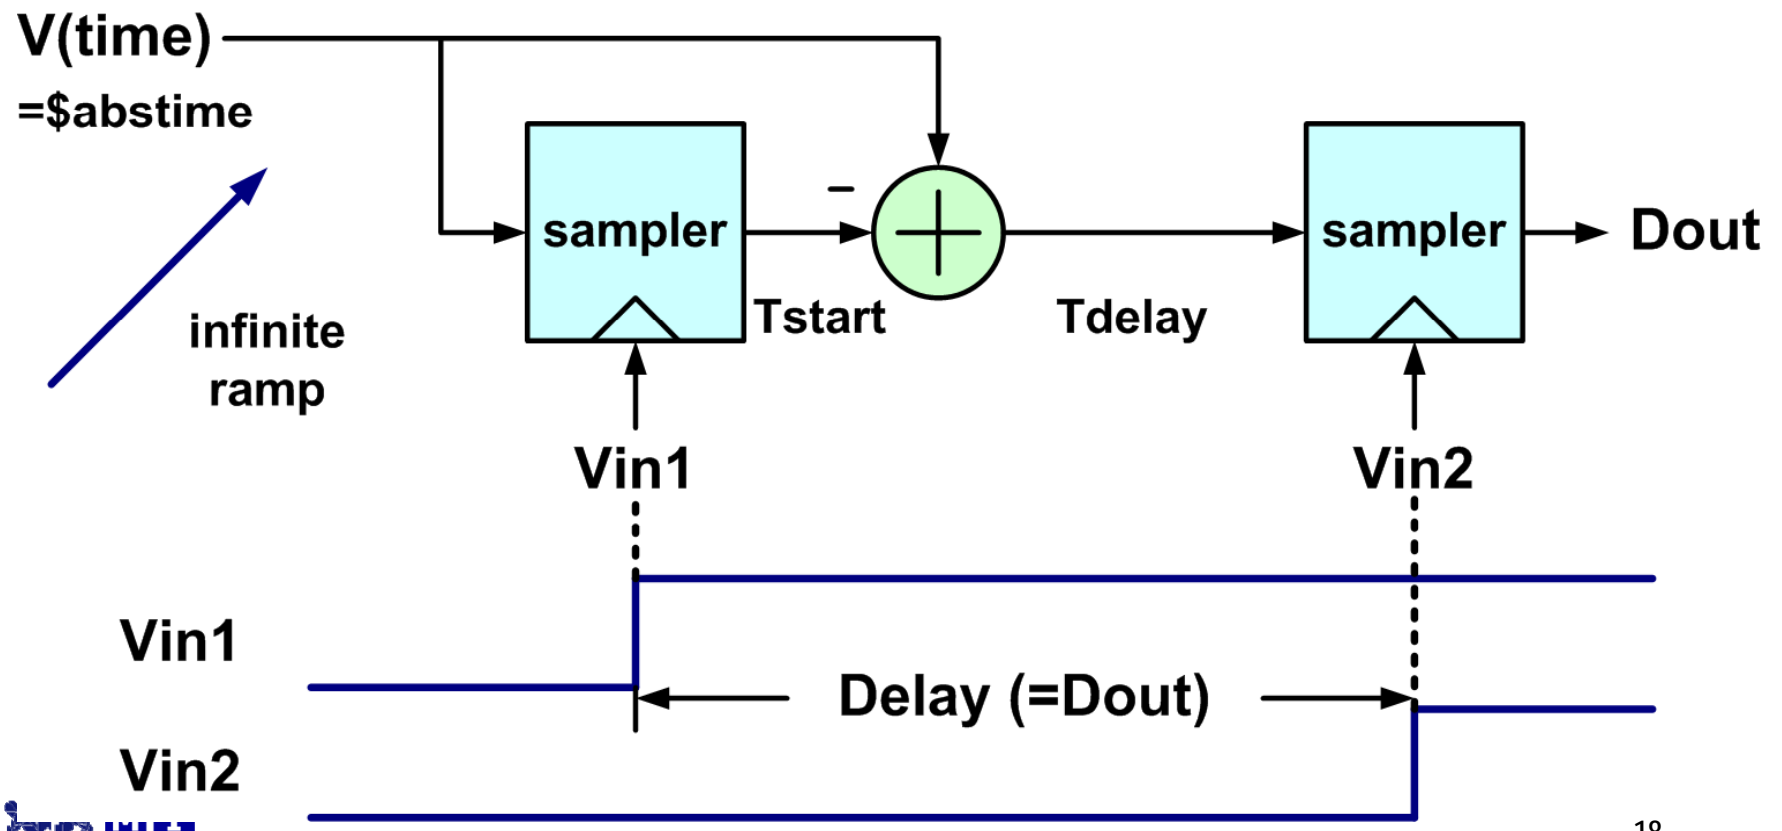 V(time)
=$abstime
infinite
ramp
sampler
–
Tstart
Tdelay
sampler
Dout
Vin1
Vin2
Vin1
Delay (=Dout)
Vin2